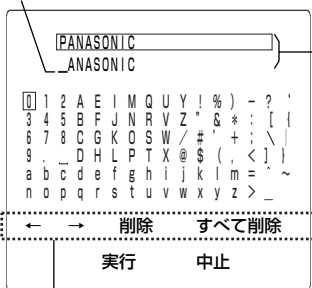 PANASONIC
_ANASONIC
0 1 2 A E I M Q U Y ! % ) - ? `
3 4 5 B F J N R V Z " & * : [ {
6 7 8 C G K O S W / # ' + ; \ |
9 . _ D H L P T X @ $ ( , < ] }
a b c d e f g h i j k l m = ^ ~
n o p q r s t u v w x y z > _
← → 削除 すべて削除
実行 中止